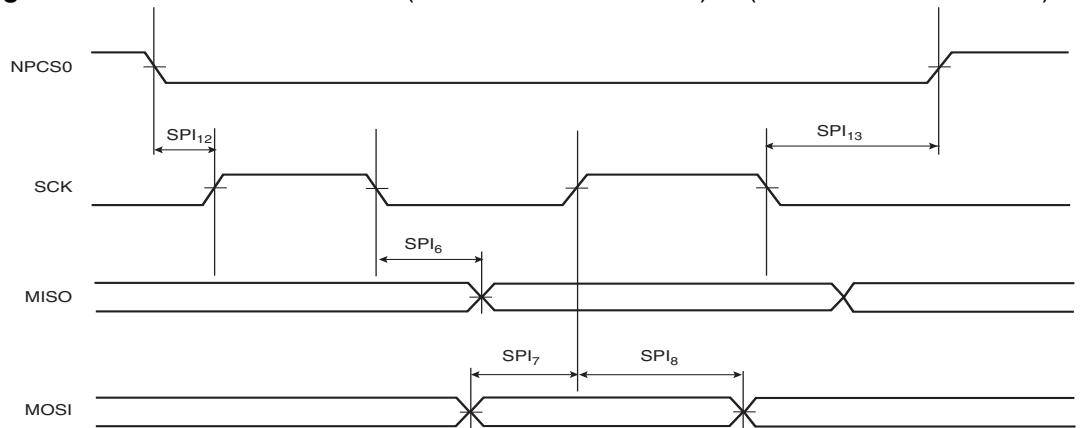 NPCS0
SPI₁₂
SPI₁₃
SCK
SPI₆
MISO
SPI₇
SPI₈
MOSI